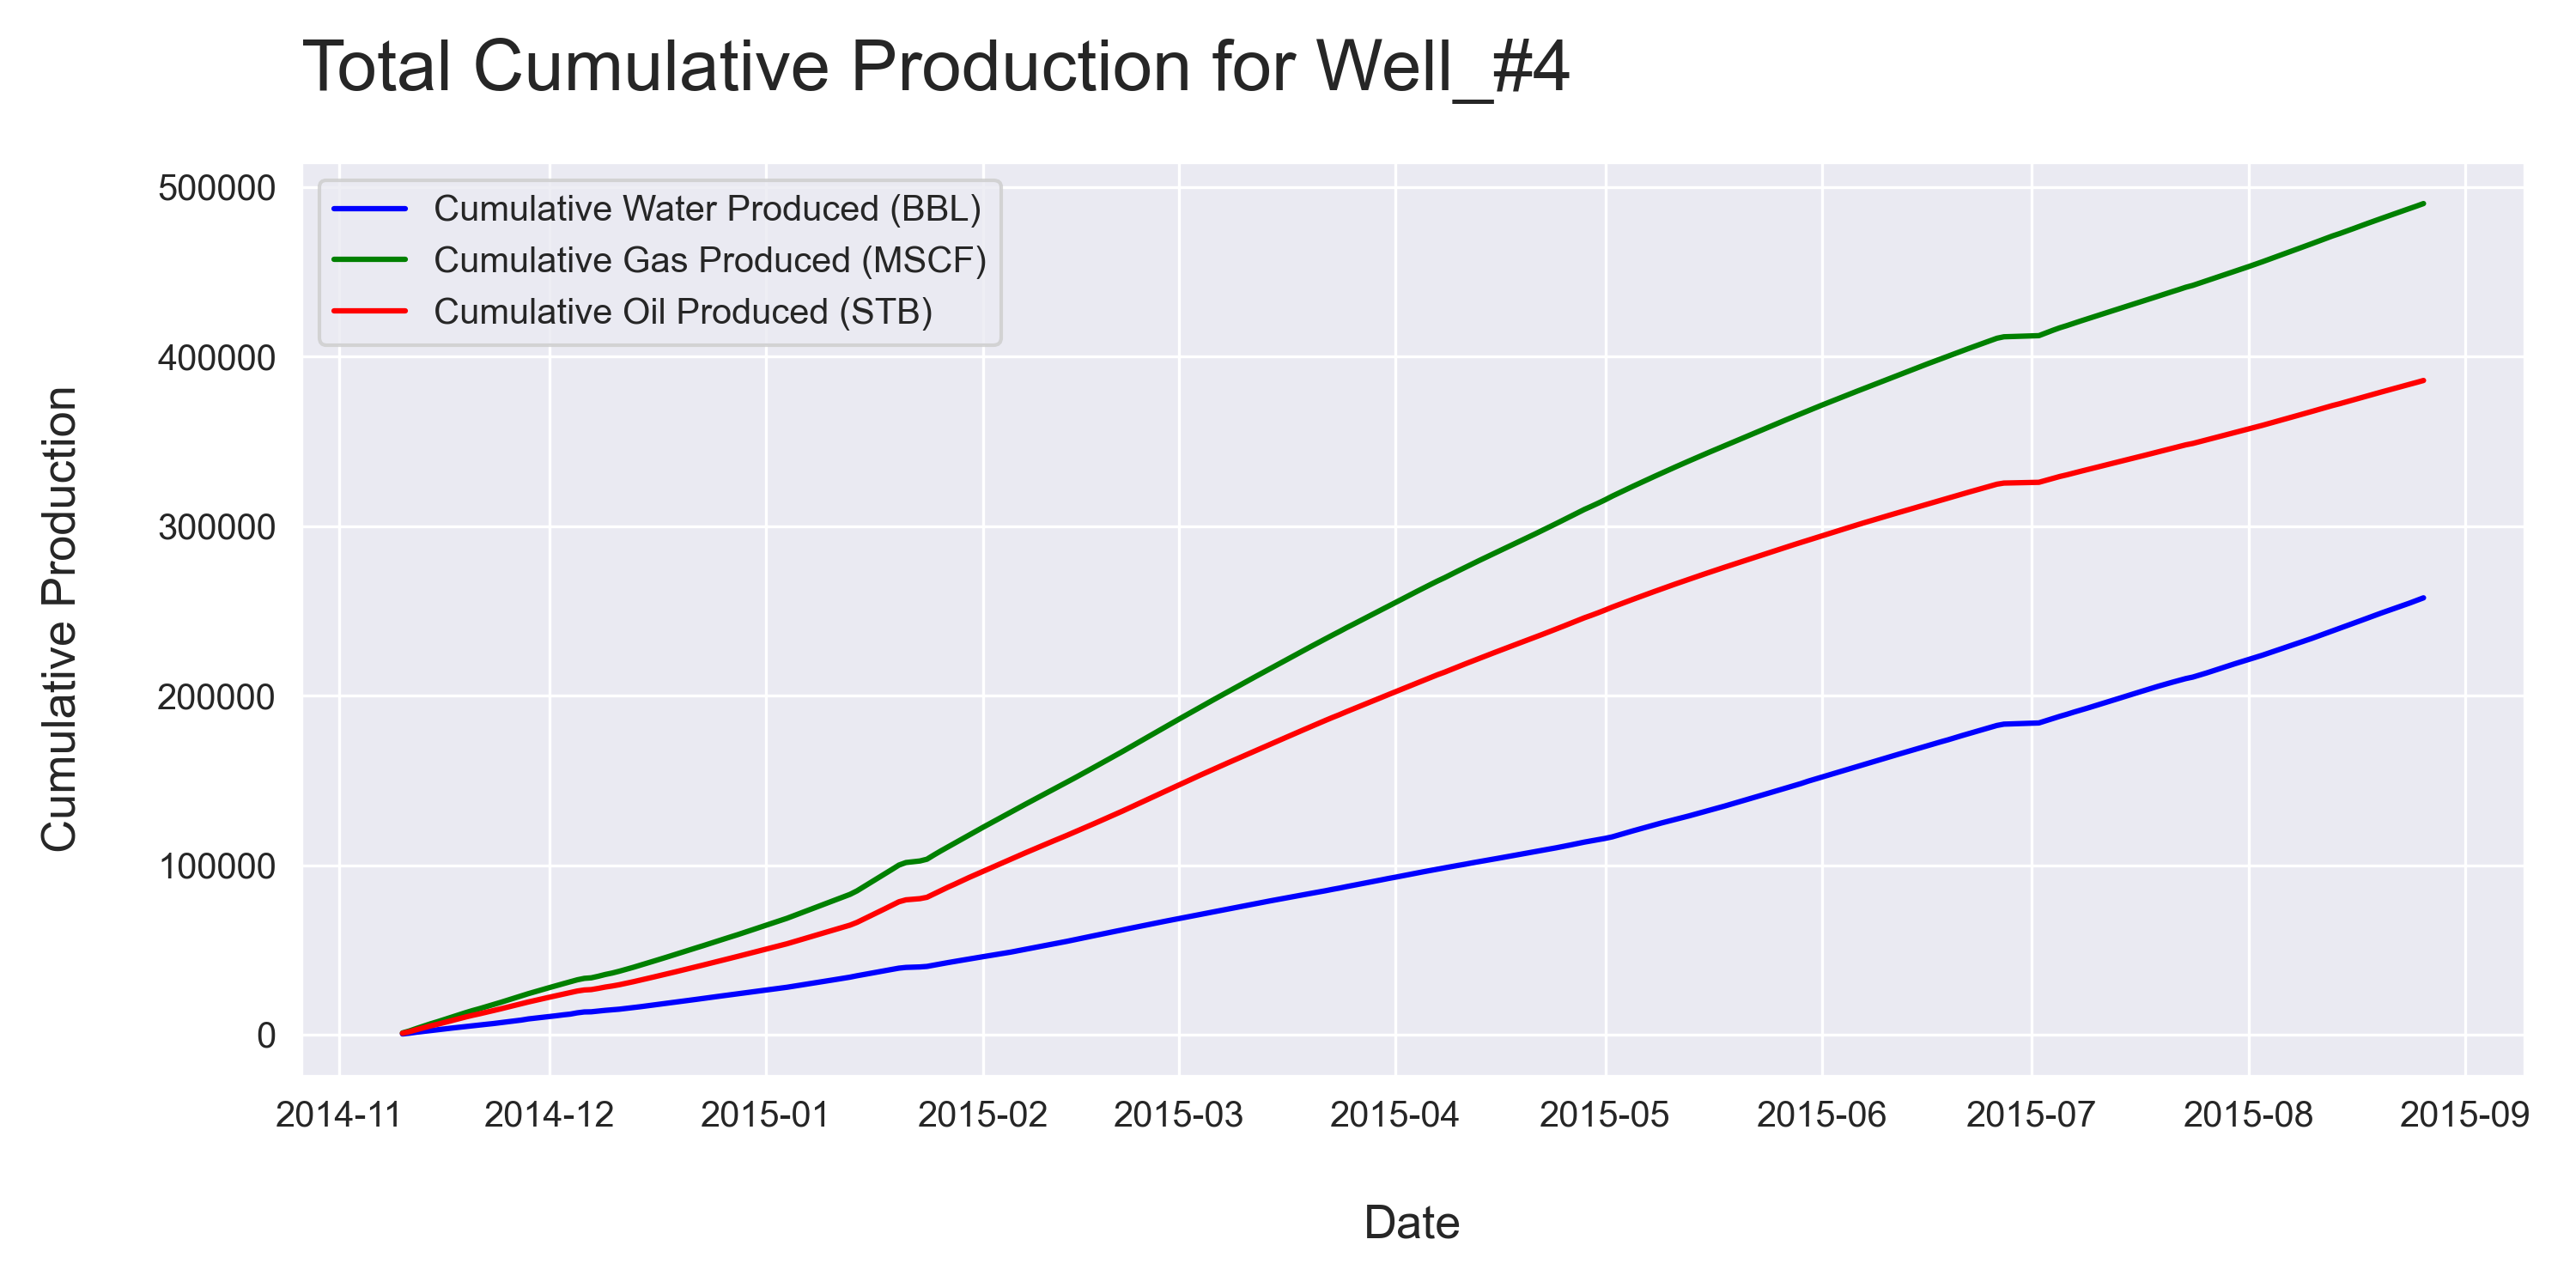 Total Cumulative Production for Well_#4
500000
400000
300000
200000
100000
0
Cumulative Production
Cumulative Water Produced (BBL)
Cumulative Gas Produced (MSCF)
Cumulative Oil Produced (STB)
2014-11 2014-12 2015-01 2015-02 2015-03 2015-04 2015-05 2015-06 2015-07 2015-08 2015-09
Date